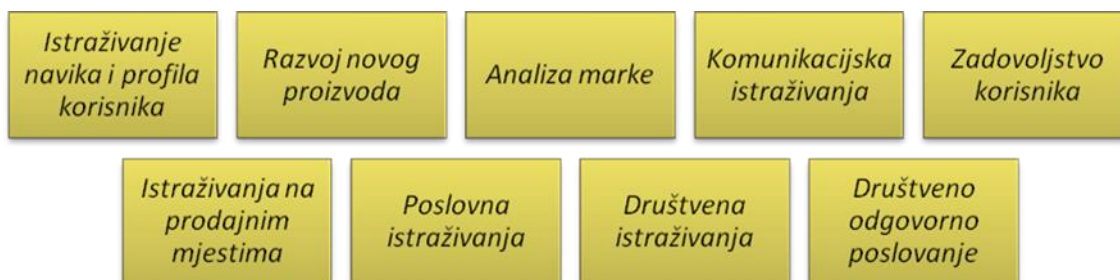 Istraživanje
navika i profila
korisnika
Razvoj novog
proizvoda
Analiza marke
Komunikacijska
istraživanja
Zadovoljstvo
korisnika
Istraživanja na
prodajnim
mjestima
Poslovna
istraživanja
Društvena
istraživanja
Društveno
odgovorno
poslovanje